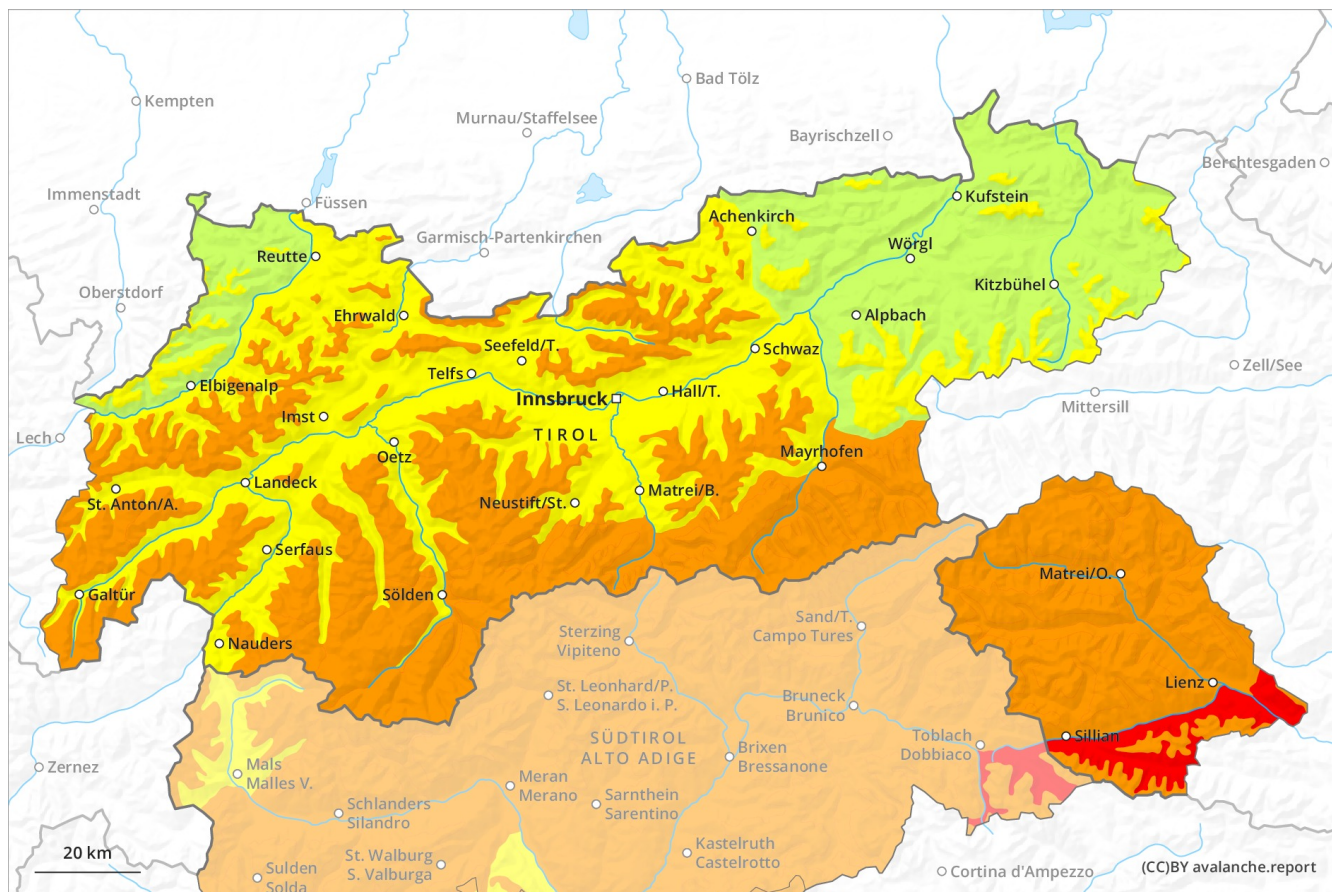 Bad Tölz
Kempten
Murnau/Staffelsee
Bayrischzell
Berchtesgaden
Immenstadt
Füssen
Kufstein
Achenkirch
Garmisch-Partenkirchen
Wörgl
Reutte
Kitzbühel
Oberstdorf
Ehrwald
Alpbach
Seefeld/T.
Schwaz
Zell/See
Telfs
Elbigenalp
Hall/T.
Innsbruck
Mittersill
Imst
Lech
TIROL
Oetz
Mayrhofen
Landeck
Matrei/B.
St. Anton/A.
Neustift/St.
Serfaus
Matrei/O.
Galtür
Sölden
Sand/T.
Campo Tures
Sterzing
Vipiteno
Nauders
Lienz
St. Leonhard/P.
S. Leonardo i. P.
Bruneck
Brunico
Toblach
Dobbiaco
Sillian
SÜDTIROL
ALTO ADIGE
Brixen
Bressanone
Zernez
Mals
Malles V.
Meran
Merano
Sarnthein
Sarentino
Schlanders
Silandro
Kastelruth
Castelrotto
20 km
St. Walburg
S. Valburga
Sulden
Solda
Cortina d'Ampezzo
(CC)BY avalanche.report